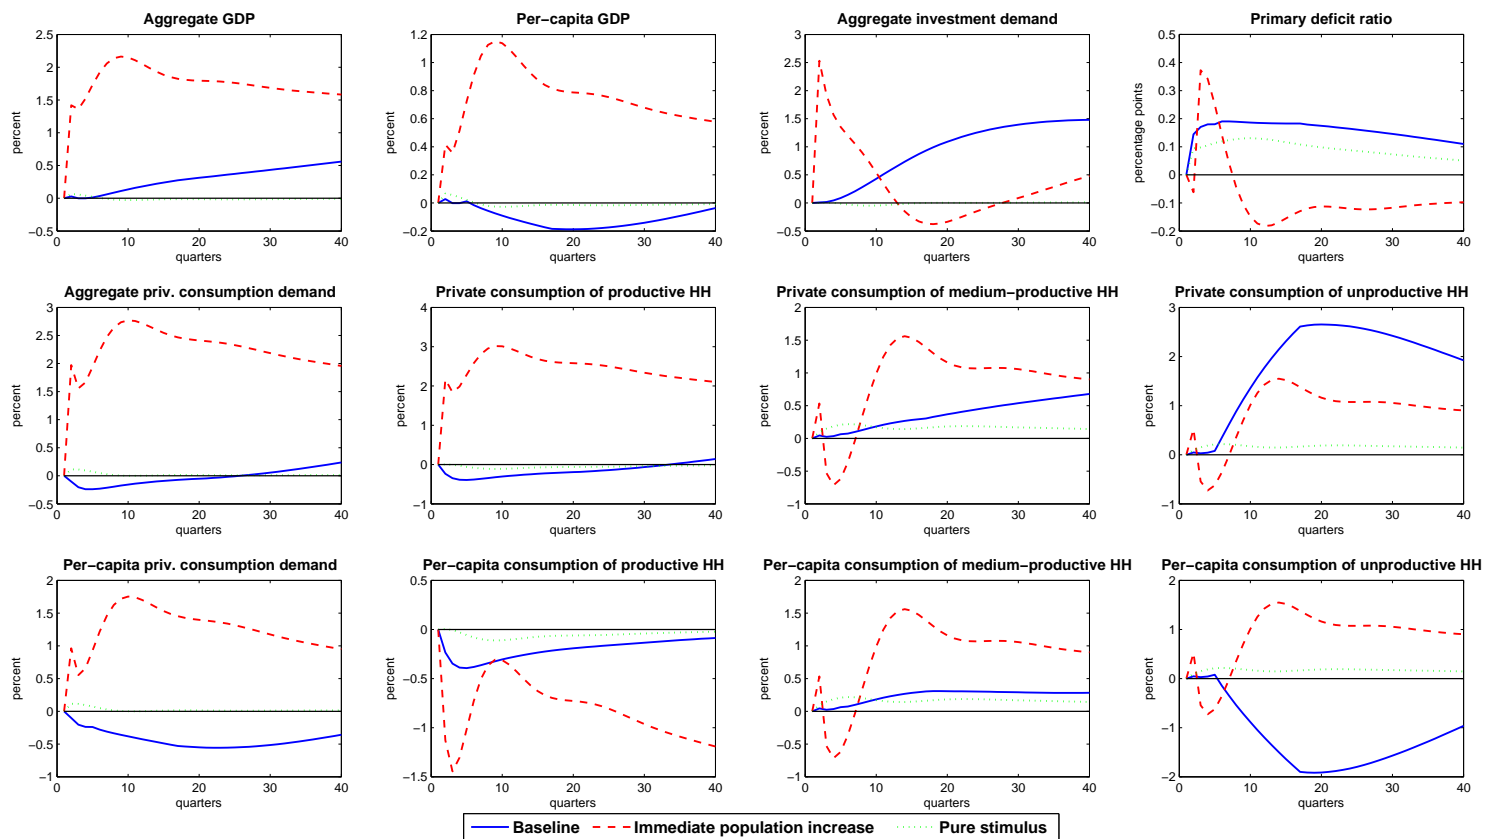 Aggregate GDP
2.5
2
1.5
1
0.5
0
−0.5
percent
0 10 20 30 40
quarters
Per−capita GDP
1.2
1
0.8
0.6
0.4
0.2
0
−0.2
percent
0 10 20 30 40
quarters
Aggregate investment demand
3
2.5
2
1.5
1
0.5
0
−0.5
percent
0 10 20 30 40
quarters
Primary deficit ratio
0.5
0.4
0.3
0.2
0.1
0
−0.1
−0.2
percentage points
0 10 20 30 40
quarters
Aggregate priv. consumption demand
3
2.5
2
1.5
1
0.5
0
−0.5
percent
0 10 20 30 40
quarters
Private consumption of productive HH
4
3
2
1
0
−1
percent
0 10 20 30 40
quarters
Private consumption of medium−productive HH
2
1.5
1
0.5
0
−0.5
−1
percent
0 10 20 30 40
quarters
Private consumption of unproductive HH
3
2
1
0
−1
percent
0 10 20 30 40
quarters
Per−capita priv. consumption demand
2
1.5
1
0.5
0
−0.5
−1
percent
0 10 20 30 40
quarters
Per−capita consumption of productive HH
0.5
0
−0.5
−1
−1.5
percent
0 10 20 30 40
quarters
Per−capita consumption of medium−productive HH
2
1.5
1
0.5
0
−0.5
−1
percent
0 10 20 30 40
quarters
Per−capita consumption of unproductive HH
2
1
0
−1
−2
percent
0 10 20 30 40
quarters
Baseline Immediate population increase Pure stimulus